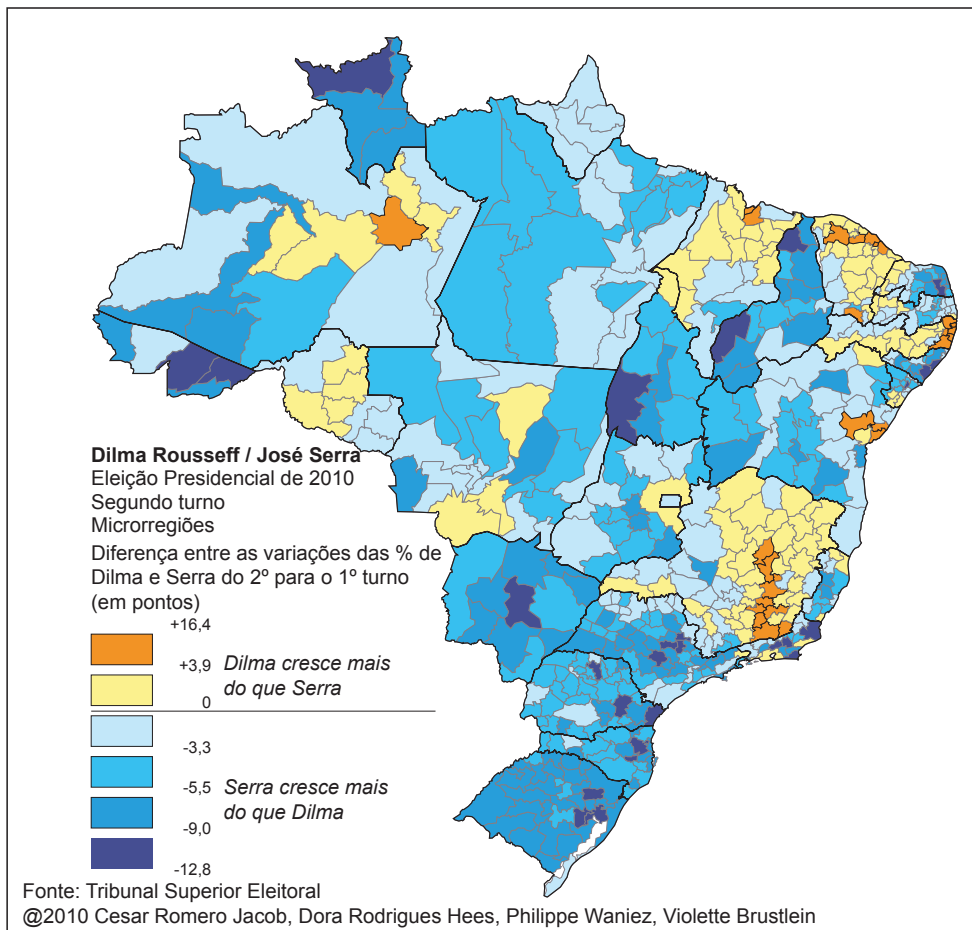 Dilma Rousseff / José Serra
Eleição Presidencial de 2010
Segundo turno
Microrregiões
Diferença entre as variações das % de
Dilma e Serra do 2º para o 1º turno
(em pontos)
+16,4
+3,9
Dilma cresce mais
do que Serra
0
-3,3
-5,5
Serra cresce mais
do que Dilma
-9,0
-12,8
Fonte: Tribunal Superior Eleitoral
@2010 Cesar Romero Jacob, Dora Rodrigues Hees, Philippe Waniez, Violette Brustlein